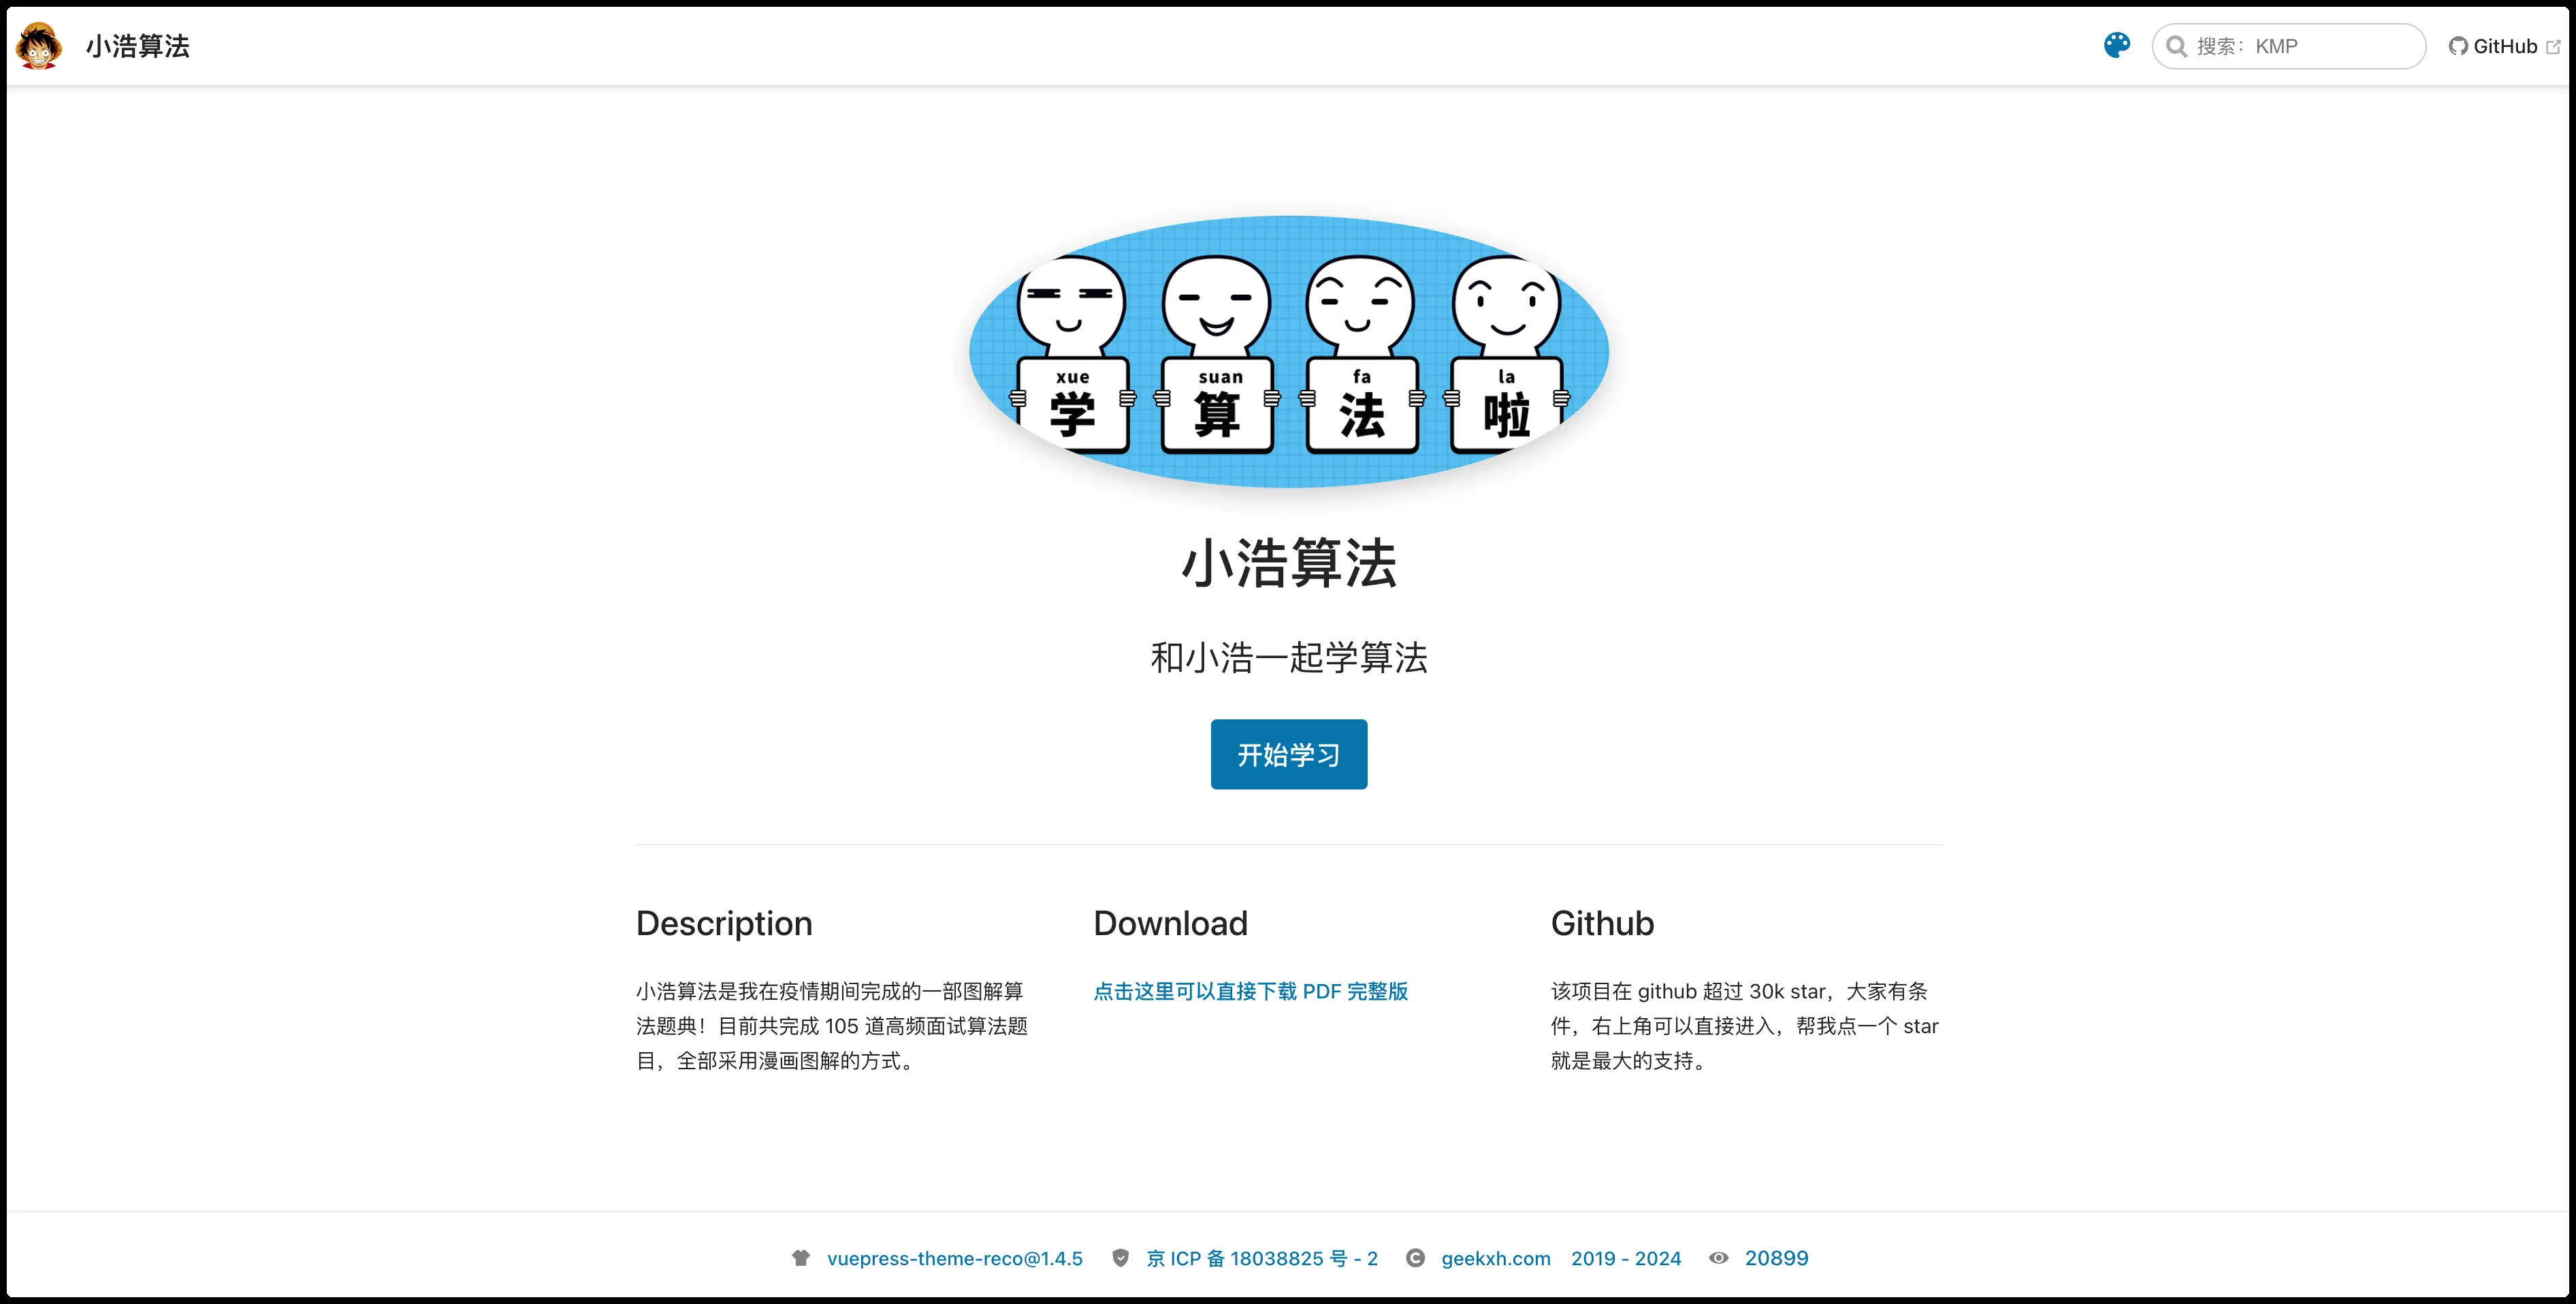 小浩算法
搜索：KMP
GitHub
xue suan fa la
学 算 法 啦
小浩算法
和小浩一起学算法
开始学习
Description
小浩算法是我在疫情期间完成的一部图解算
法题典！目前共完成 105 道高频面试算法题
目，全部采用漫画图解的方式。
Download
点击这里可以直接下载 PDF 完整版
Github
该项目在 github 超过 30k star，大家有条
件，右上角可以直接进入，帮我点一个 star
就是最大的支持。
vuepress-theme-reco@1.4.5 京 ICP 备 18038825 号 - 2 geekxh.com 2019 - 2024 20899